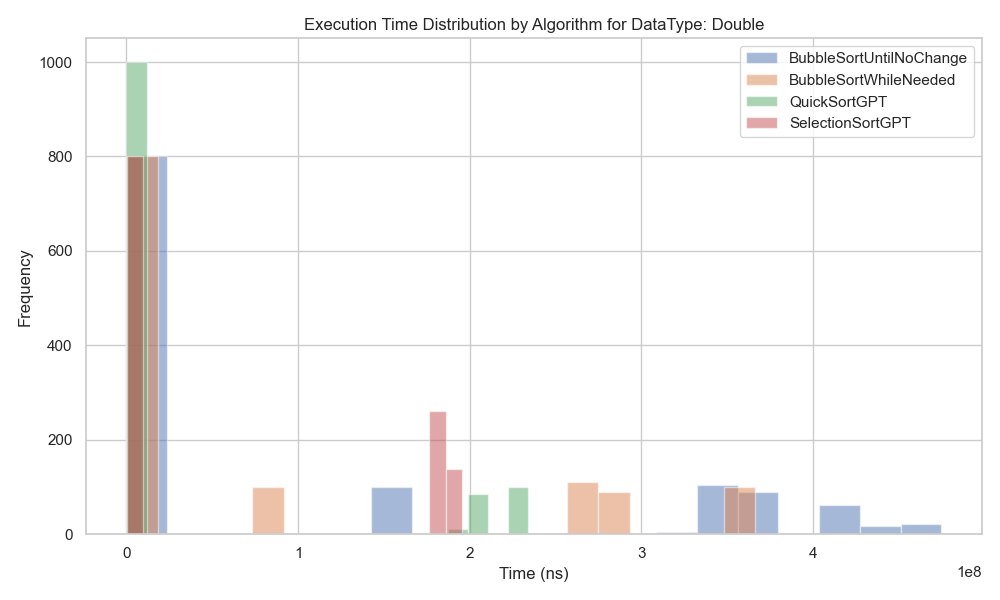 Execution Time Distribution by Algorithm for DataType: Double
BubbleSortUntilNoChange
BubbleSortWhileNeeded
QuickSortGPT
SelectionSortGPT
Frequency
1000
800
600
400
200
0
0 1 2 3 4
1e8
Time (ns)